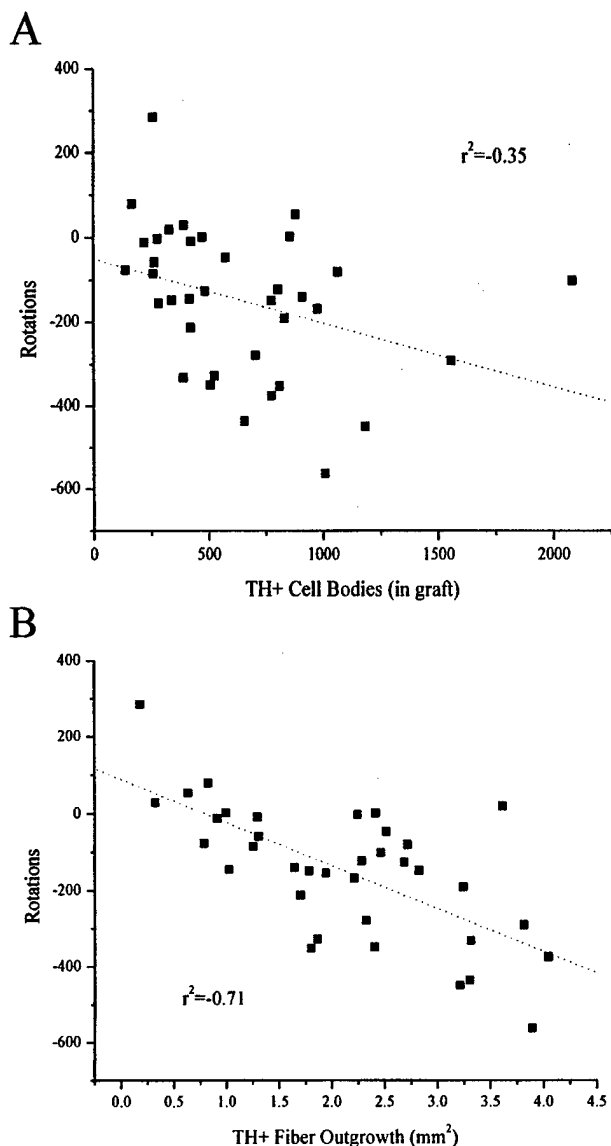 A
400
200
0
-200
-400
-600
Rotations
r²=-0.35
0 500 1000 1500 2000
TH+ Cell Bodies (in graft)
B
400
200
0
-200
-400
-600
Rotations
r²=-0.71
0.0 0.5 1.0 1.5 2.0 2.5 3.0 3.5 4.0 4.5
TH+ Fiber Outgrowth (mm²)